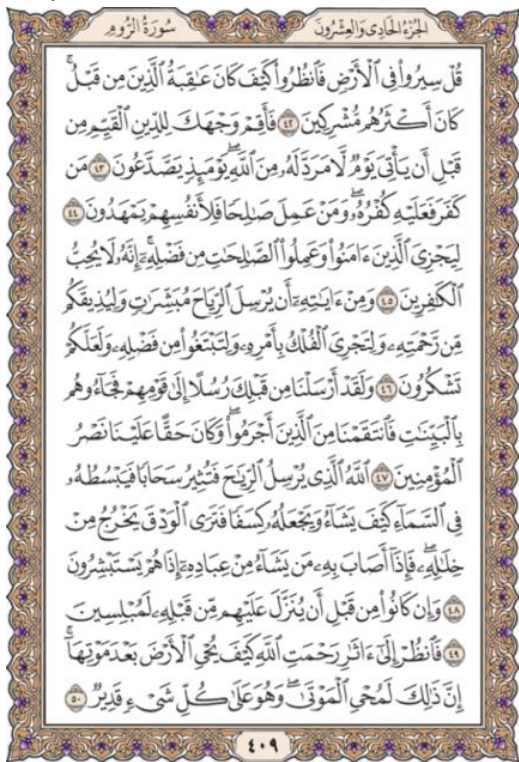 الجزء الحادي والعشرون سورة الروم
قُلْ سِيرُوا۟ فِى ٱلْأَرْضِ فَٱنظُرُوا۟ كَيْفَ كَانَ عَـٰقِبَةُ ٱلَّذِينَ مِن قَبْلُ ۚ
كَانَ أَكْثَرُهُم مُّشْرِكِينَ ٤٢ فَأَقِمْ وَجْهَكَ لِلدِّينِ ٱلْقَيِّمِ مِن
قَبْلِ أَن يَأْتِىَ يَوْمٌ لَّا مَرَدَّ لَهُۥ مِنَ ٱللَّهِ ۖ يَوْمَئِذٍ يَصَّدَّعُونَ ٤٣ مَن
كَفَرَ فَعَلَيْهِ كُفْرُهُۥ ۖ وَمَنْ عَمِلَ صَـٰلِحًا فَلِأَنفُسِهِمْ يَمْهَدُونَ ٤٤
لِيَجْزِىَ ٱلَّذِينَ ءَامَنُوا۟ وَعَمِلُوا۟ ٱلصَّـٰلِحَـٰتِ مِن فَضْلِهِۦٓ ۚ إِنَّهُۥ لَا يُحِبُّ
ٱلْكَـٰفِرِينَ ٤٥ وَمِنْ ءَايَـٰتِهِۦٓ أَن يُرْسِلَ ٱلرِّيَاحَ مُبَشِّرَٰتٍ وَلِيُذِيقَكُم
مِّن رَّحْمَتِهِۦ وَلِتَجْرِىَ ٱلْفُلْكُ بِأَمْرِهِۦ وَلِتَبْتَغُوا۟ مِن فَضْلِهِۦ وَلَعَلَّكُمْ
تَشْكُرُونَ ٤٦ وَلَقَدْ أَرْسَلْنَا مِن قَبْلِكَ رُسُلًا إِلَىٰ قَوْمِهِمْ فَجَآءُوهُم
بِٱلْبَيِّنَـٰتِ فَٱنتَقَمْنَا مِنَ ٱلَّذِينَ أَجْرَمُوا۟ ۖ وَكَانَ حَقًّا عَلَيْنَا نَصْرُ
ٱلْمُؤْمِنِينَ ٤٧ ٱللَّهُ ٱلَّذِى يُرْسِلُ ٱلرِّيَـٰحَ فَتُثِيرُ سَحَابًا فَيَبْسُطُهُۥ
فِى ٱلسَّمَآءِ كَيْفَ يَشَآءُ وَيَجْعَلُهُۥ كِسَفًا فَتَرَى ٱلْوَدْقَ يَخْرُجُ مِنْ
خِلَـٰلِهِۦ ۖ فَإِذَآ أَصَابَ بِهِۦ مَن يَشَآءُ مِنْ عِبَادِهِۦٓ إِذَا هُمْ يَسْتَبْشِرُونَ
٤٨ وَإِن كَانُوا۟ مِن قَبْلِ أَن يُنَزَّلَ عَلَيْهِم مِّن قَبْلِهِۦ لَمُبْلِسِينَ
٤٩ فَٱنظُرْ إِلَىٰٓ ءَاثَـٰرِ رَحْمَتِ ٱللَّهِ كَيْفَ يُحْىِ ٱلْأَرْضَ بَعْدَ مَوْتِهَآ ۚ
إِنَّ ذَٰلِكَ لَمُحْىِ ٱلْمَوْتَىٰ ۖ وَهُوَ عَلَىٰ كُلِّ شَىْءٍ قَدِيرٌ ٥٠
٤٠٩